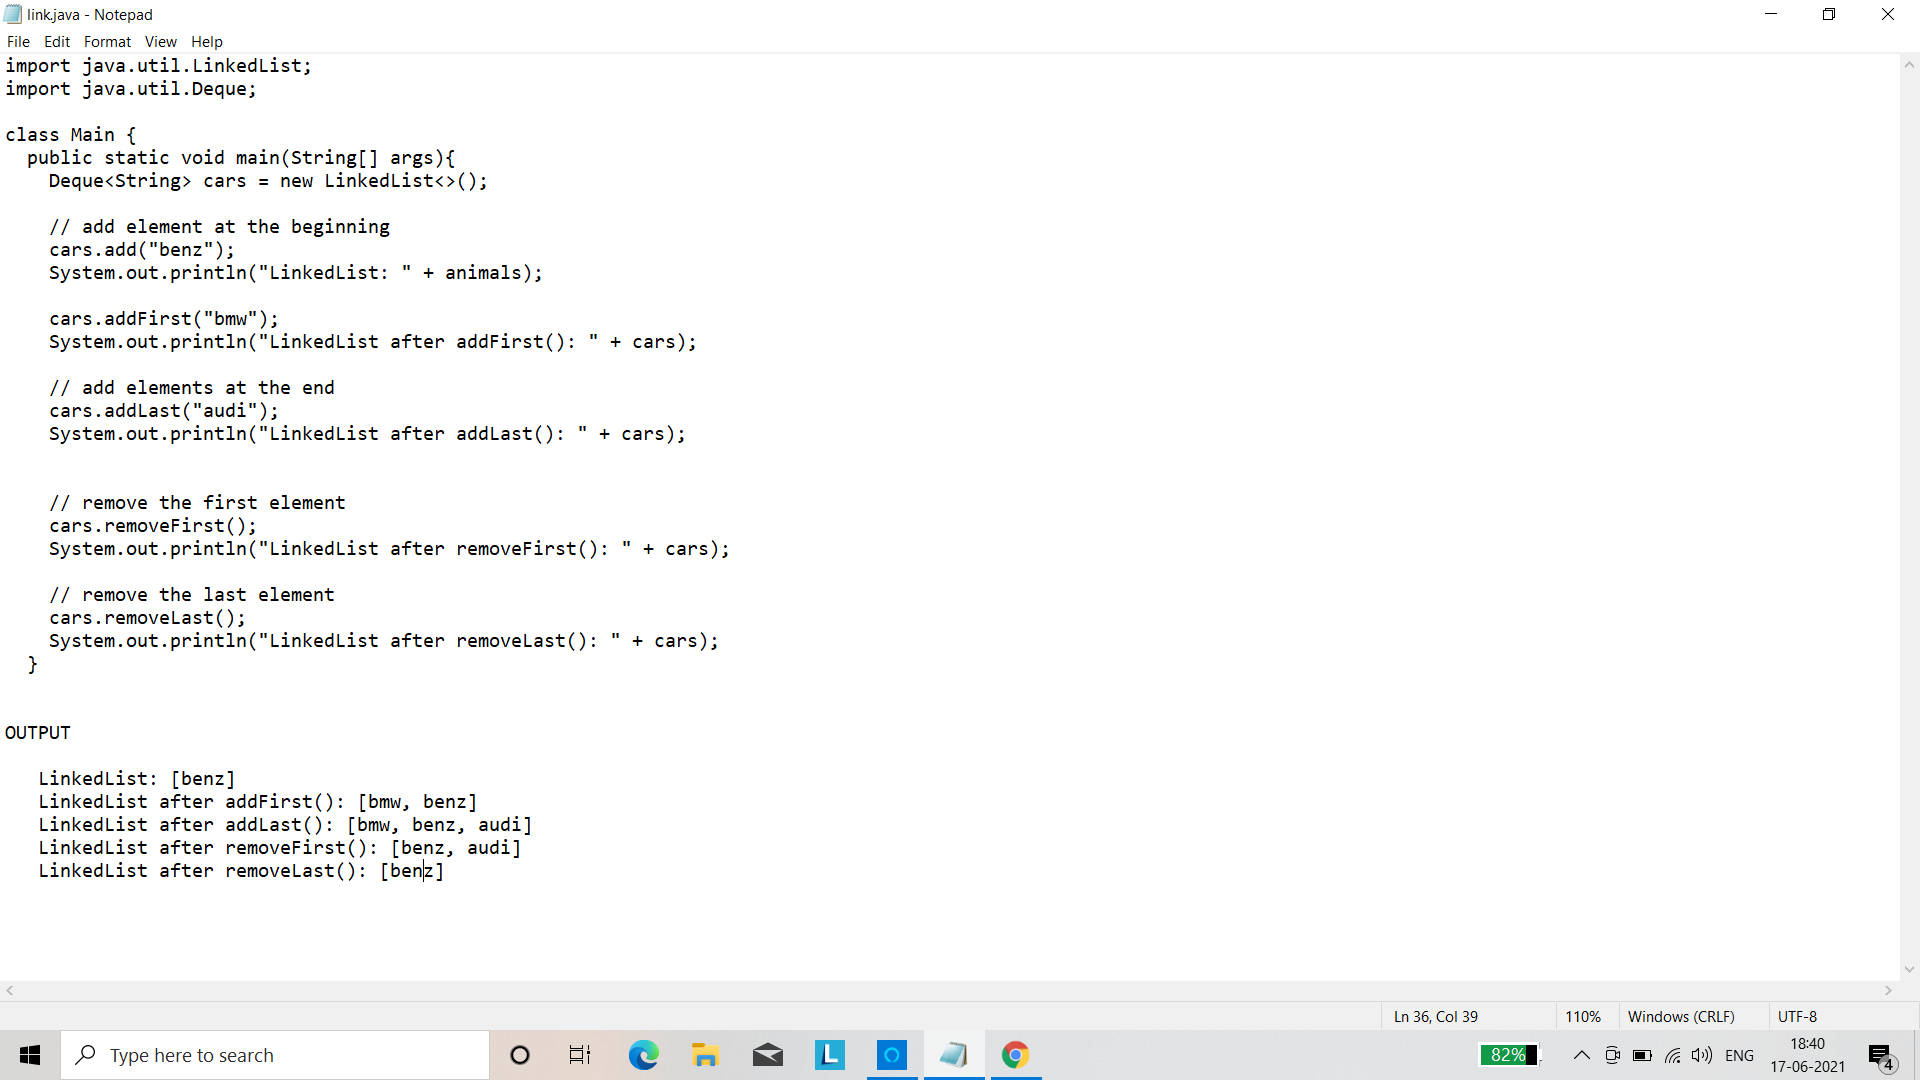 link.java - Notepad
File Edit Format View Help
import java.util.LinkedList;
import java.util.Deque;
class Main {
public static void main(String[] args){
Deque<String> cars = new LinkedList<>();
// add element at the beginning
cars.add("benz");
System.out.println("LinkedList: " + animals);
cars.addFirst("bmw");
System.out.println("LinkedList after addFirst(): " + cars);
// add elements at the end
cars.addLast("audi");
System.out.println("LinkedList after addLast(): " + cars);
// remove the first element
cars.removeFirst();
System.out.println("LinkedList after removeFirst(): " + cars);
// remove the last element
cars.removeLast();
System.out.println("LinkedList after removeLast(): " + cars);
}
OUTPUT
LinkedList: [benz]
LinkedList after addFirst(): [bmw, benz]
LinkedList after addLast(): [bmw, benz, audi]
LinkedList after removeFirst(): [benz, audi]
LinkedList after removeLast(): [benz]
Ln 36, Col 39 110% Windows (CRLF) UTF-8
Type here to search L 82% ENG 18:40
17-06-2021 4